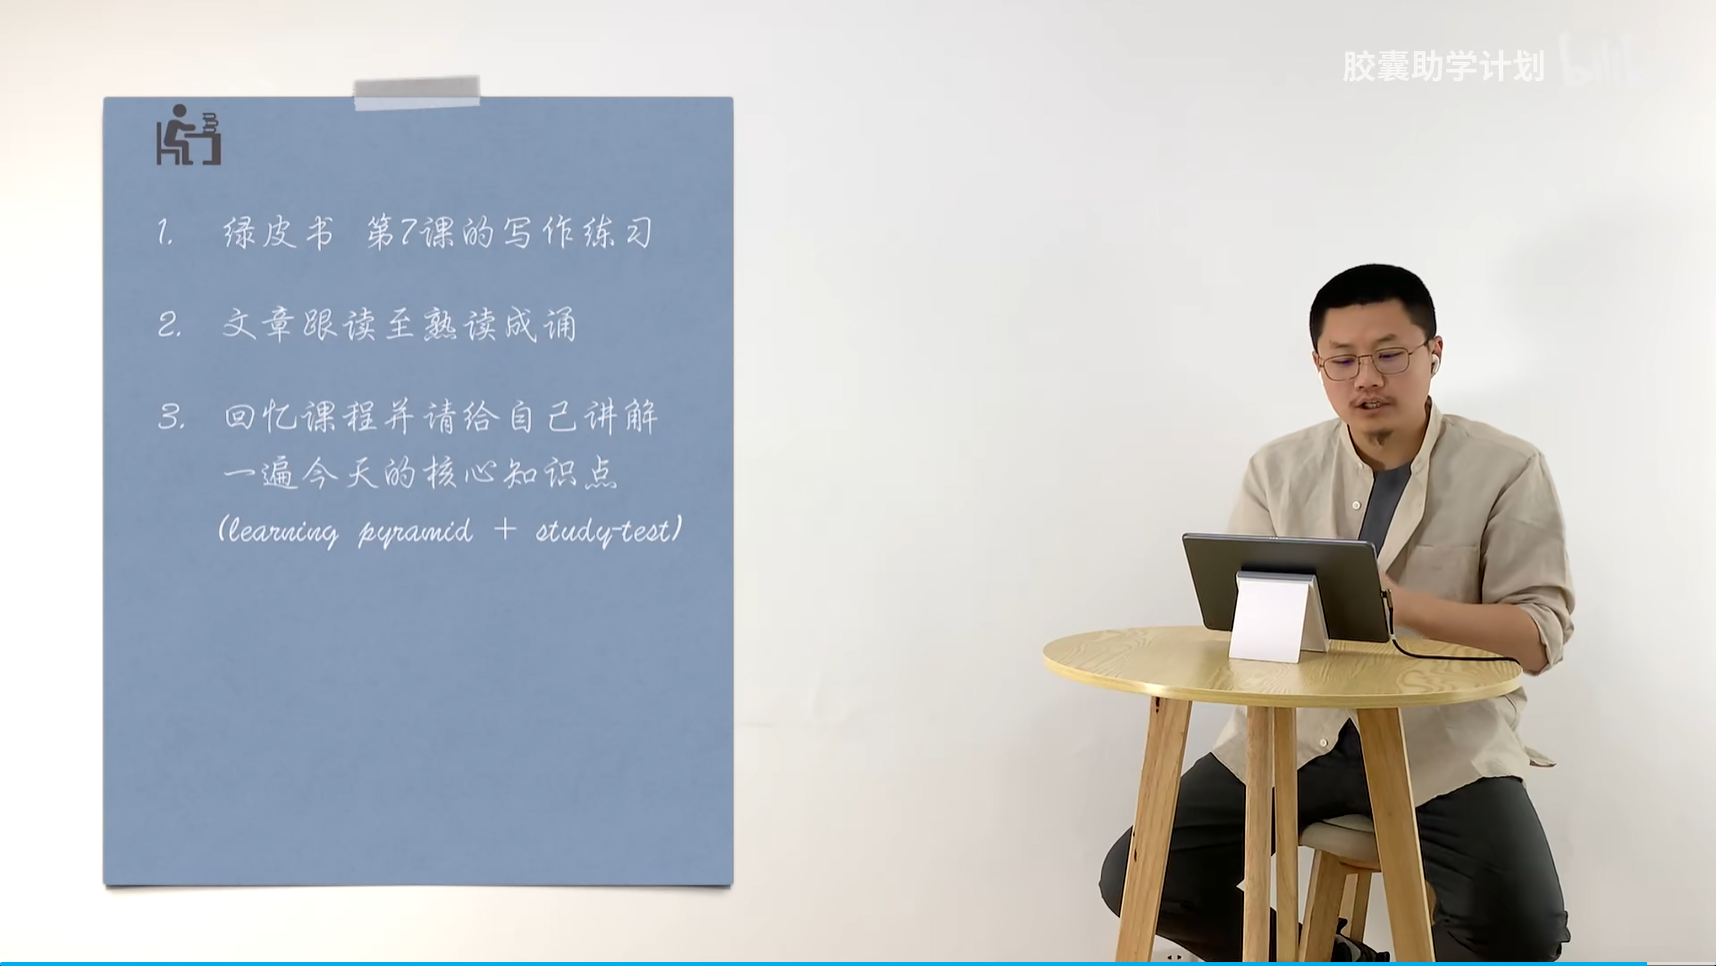 胶囊助学计划 bilibili
1. 绿皮书 第7课的写作练习
2. 文章跟读至熟读成诵
3. 回忆课程并请给自己讲解
一遍今天的核心知识点
(learning pyramid + study-test)